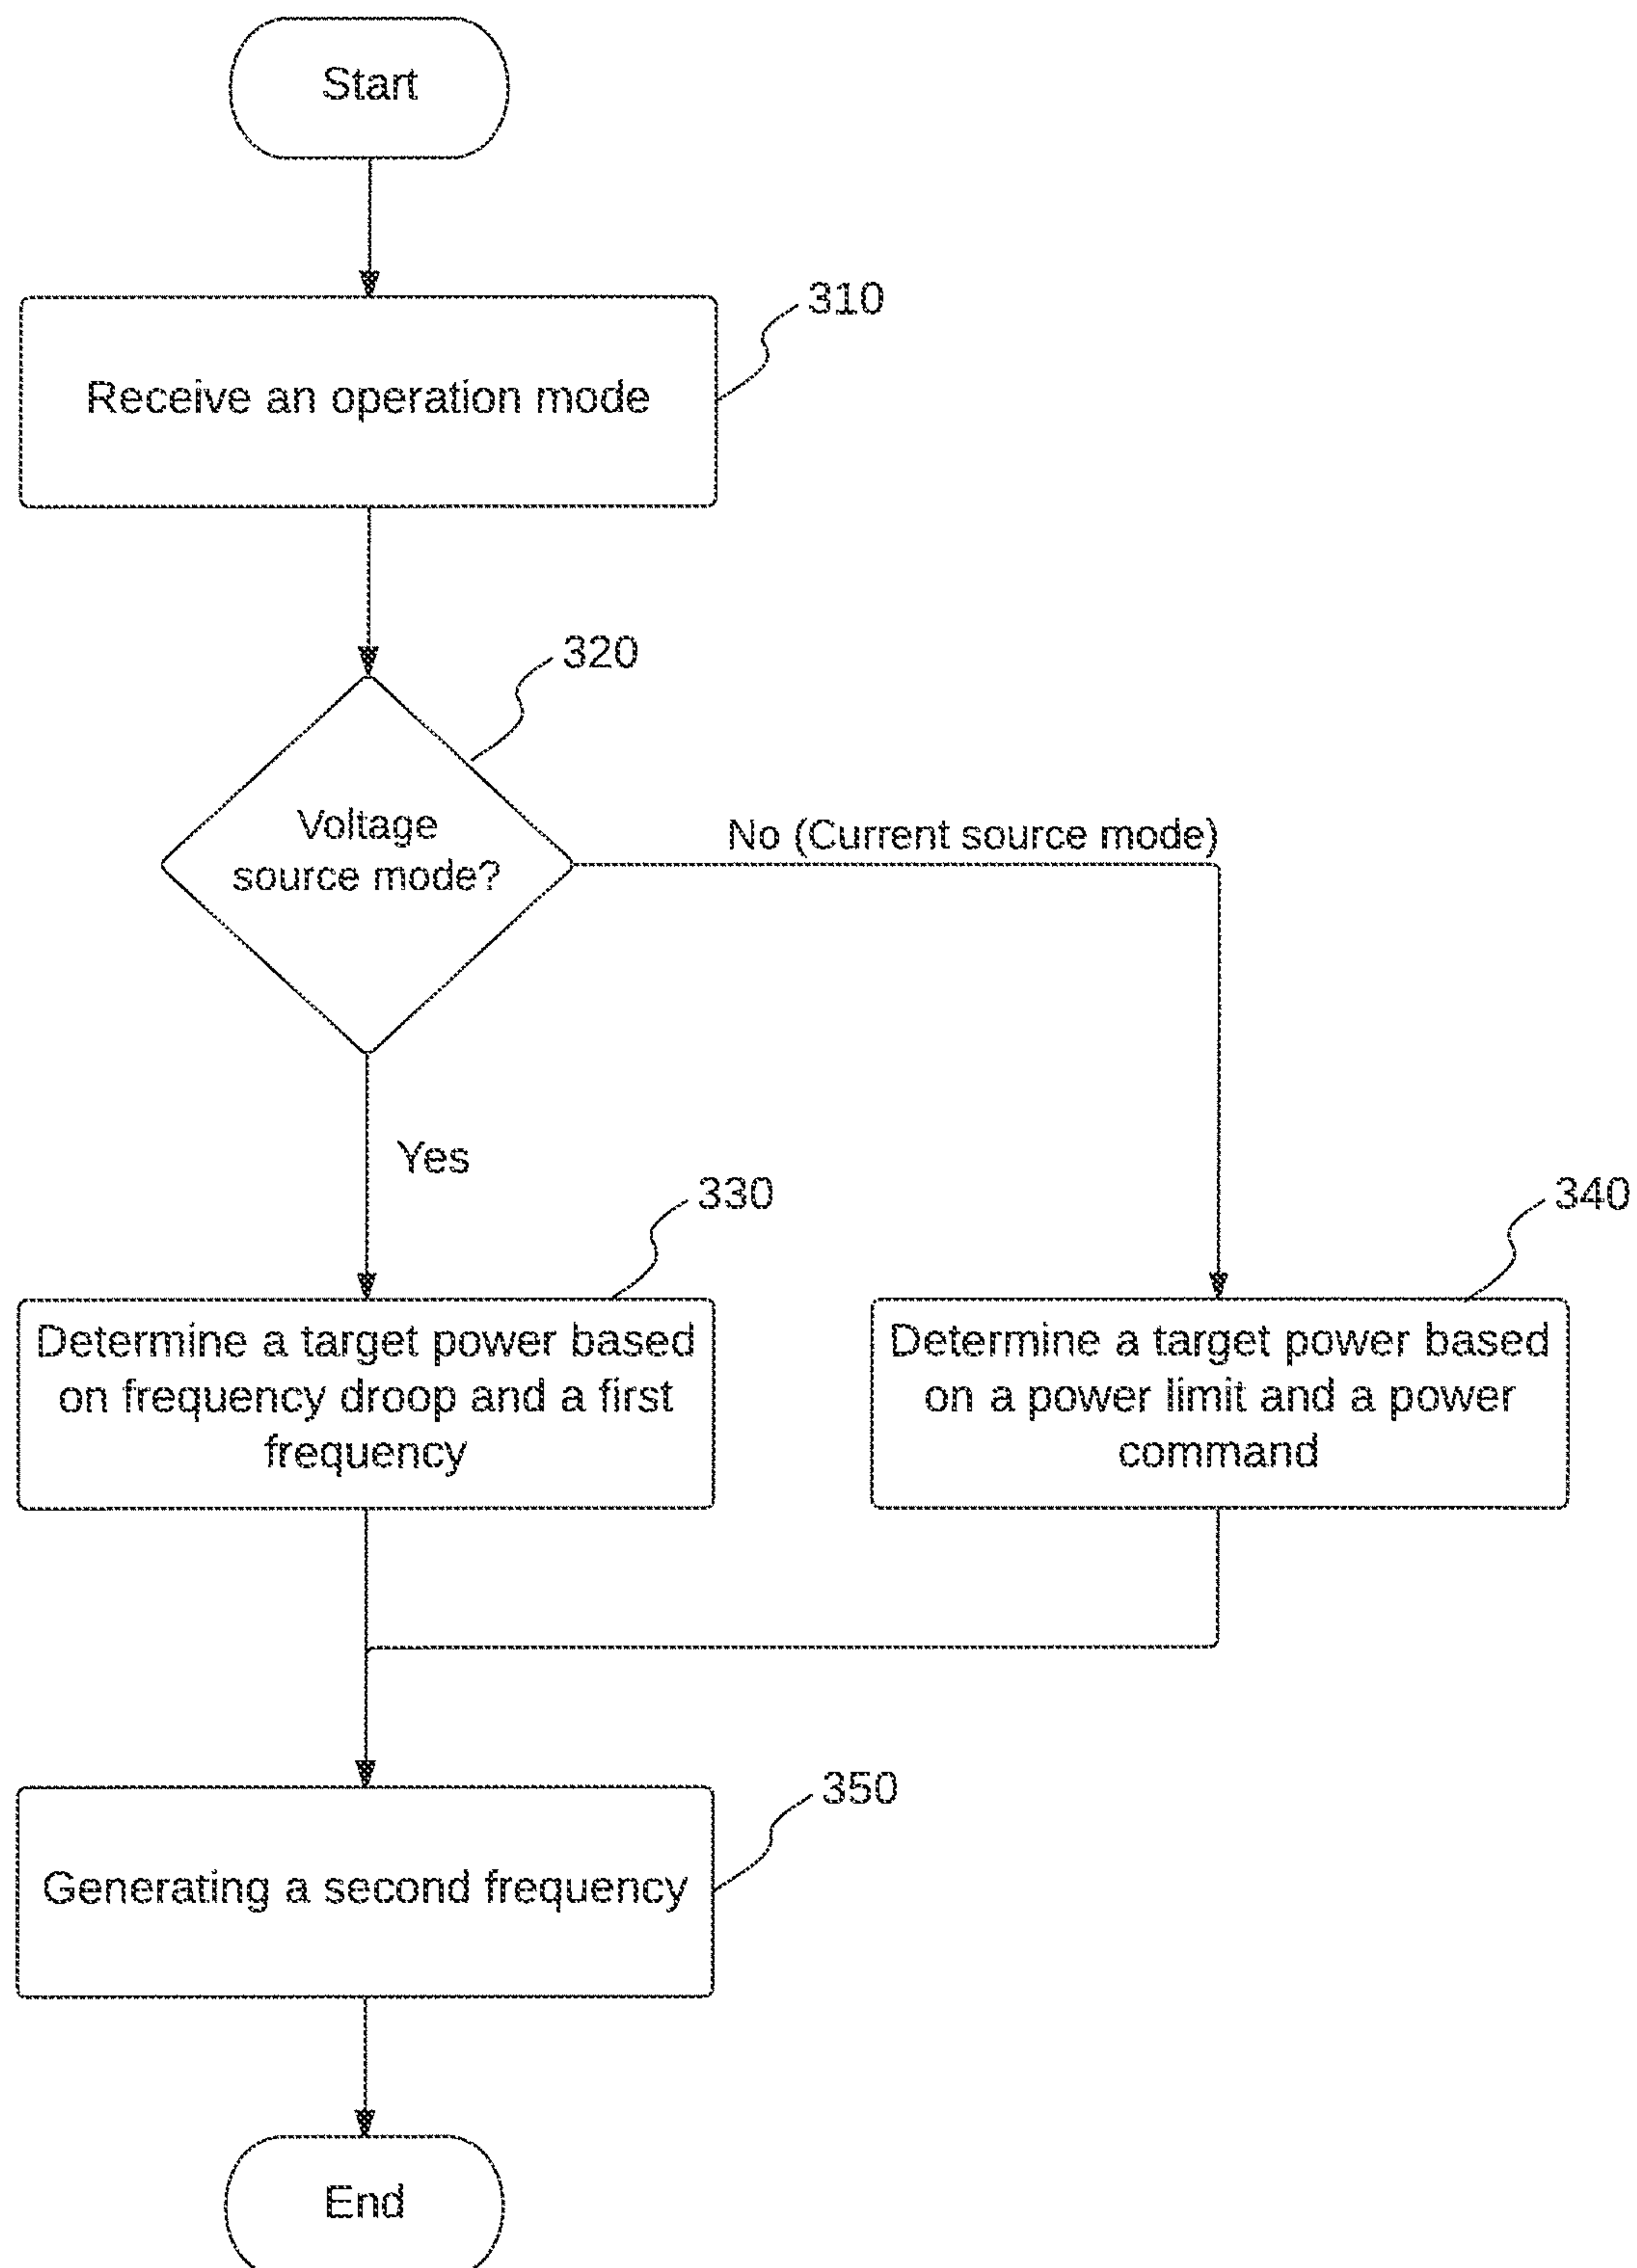 Start
310
Receive an operation mode
320
Voltage
source mode?
No (Current source mode)
Yes
330
340
Determine a target power based
on frequency droop and a first
frequency
Determine a target power based
on a power limit and a power
command
350
Generating a second frequency
End